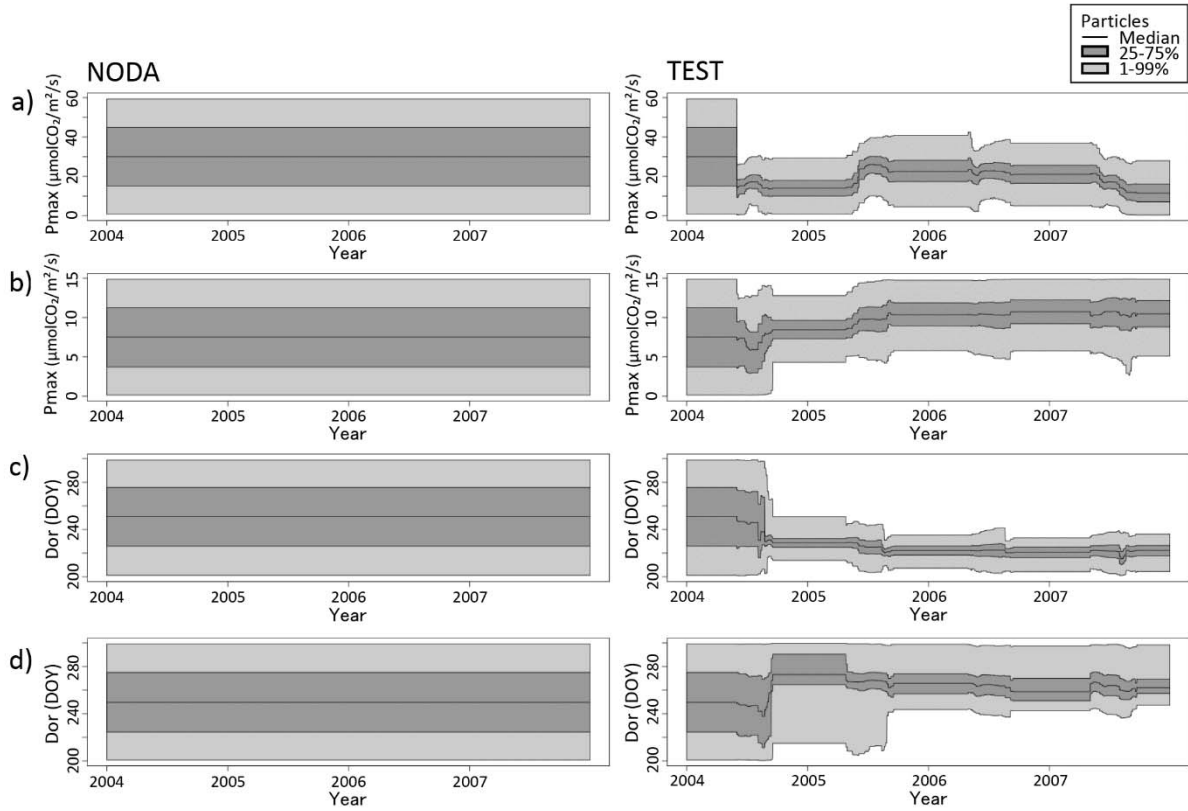 Particles
Median
25-75%
1-99%
NODA
TEST
a)
Pmax (μmolCO₂/m²/s)
60
40
20
0
2004
2005
2006
2007
Year
Pmax (μmolCO₂/m²/s)
60
40
20
0
2004
2005
2006
2007
Year
b)
Pmax (μmolCO₂/m²/s)
15
10
5
0
2004
2005
2006
2007
Year
Pmax (μmolCO₂/m²/s)
15
10
5
0
2004
2005
2006
2007
Year
c)
Dor (DOY)
280
240
200
2004
2005
2006
2007
Year
Dor (DOY)
280
240
200
2004
2005
2006
2007
Year
d)
Dor (DOY)
280
240
200
2004
2005
2006
2007
Year
Dor (DOY)
280
240
200
2004
2005
2006
2007
Year